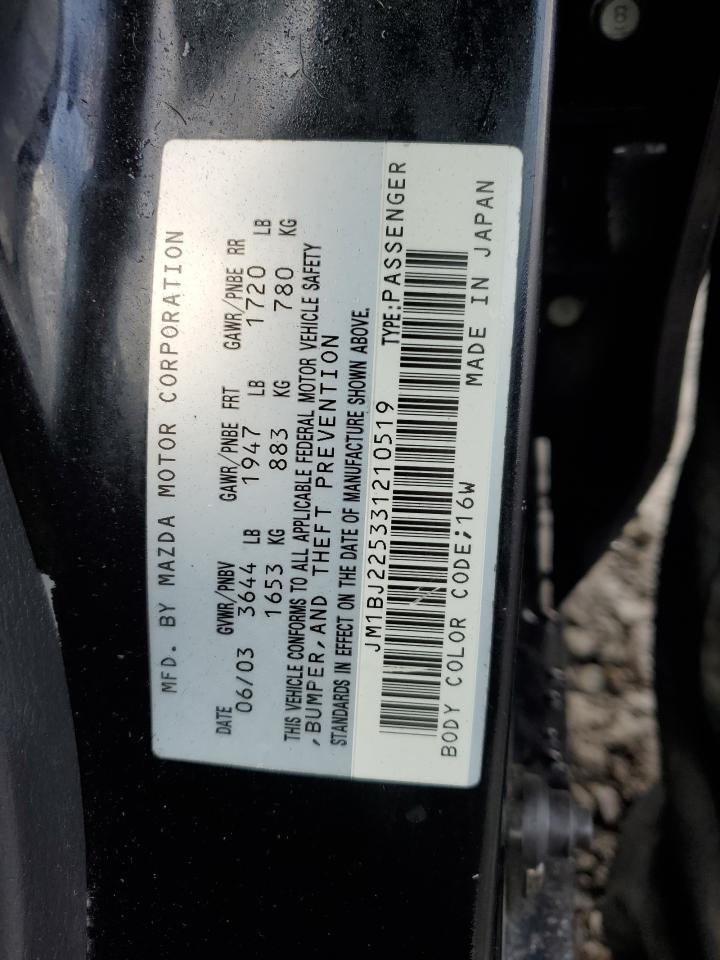 MFD. BY MAZDA MOTOR CORPORATION
DATE GVWR/PNBV GAWR/PNBE FRT GAWR/PNBE RR
06/03 3644 LB 1947 LB 1720 LB
1653 KG 883 KG 780 KG
THIS VEHICLE CONFORMS TO ALL APPLICABLE FEDERAL MOTOR VEHICLE SAFETY
,BUMPER,AND THEFT PREVENTION
STANDARDS IN EFFECT ON THE DATE OF MANUFACTURE SHOWN ABOVE.
JM1BJ225331210519 TYPE:PASSENGER
BODY COLOR CODE;16W MADE IN JAPAN